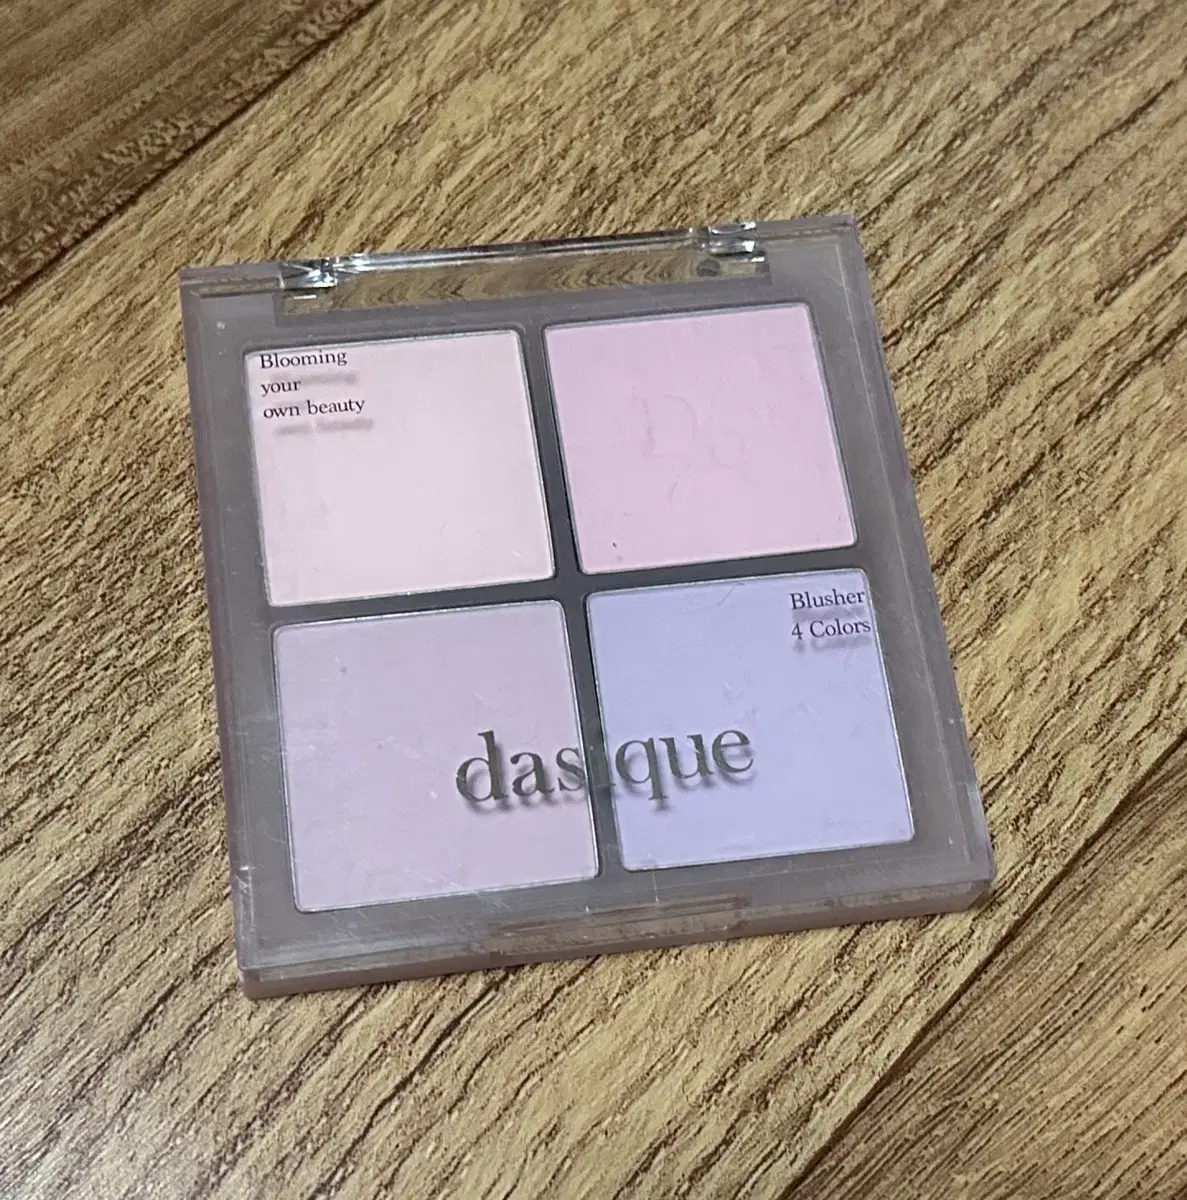 Blooming
your
own beauty
Blusher
4 Colors
dasique